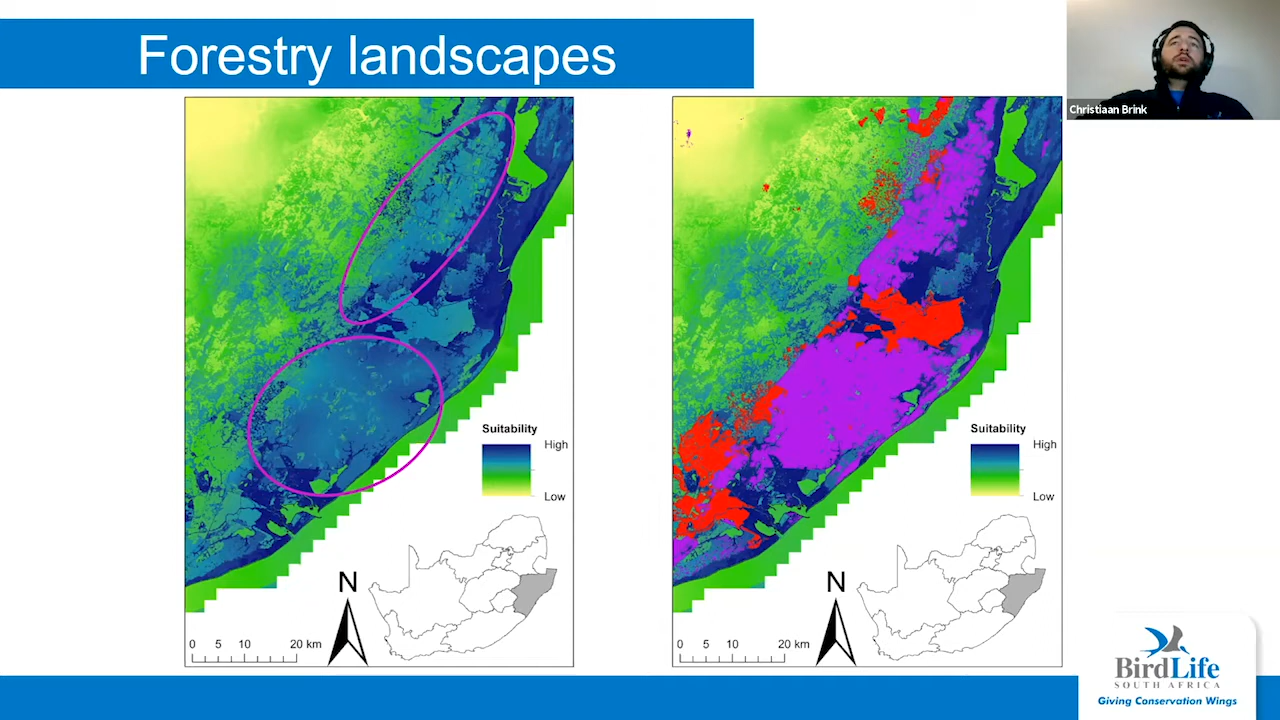 Forestry landscapes
Christiaan Brink
Suitability
High
Low
N
0 5 10 20 km
Suitability
High
Low
N
0 5 10 20 km
BirdLife
SOUTH AFRICA
Giving Conservation Wings